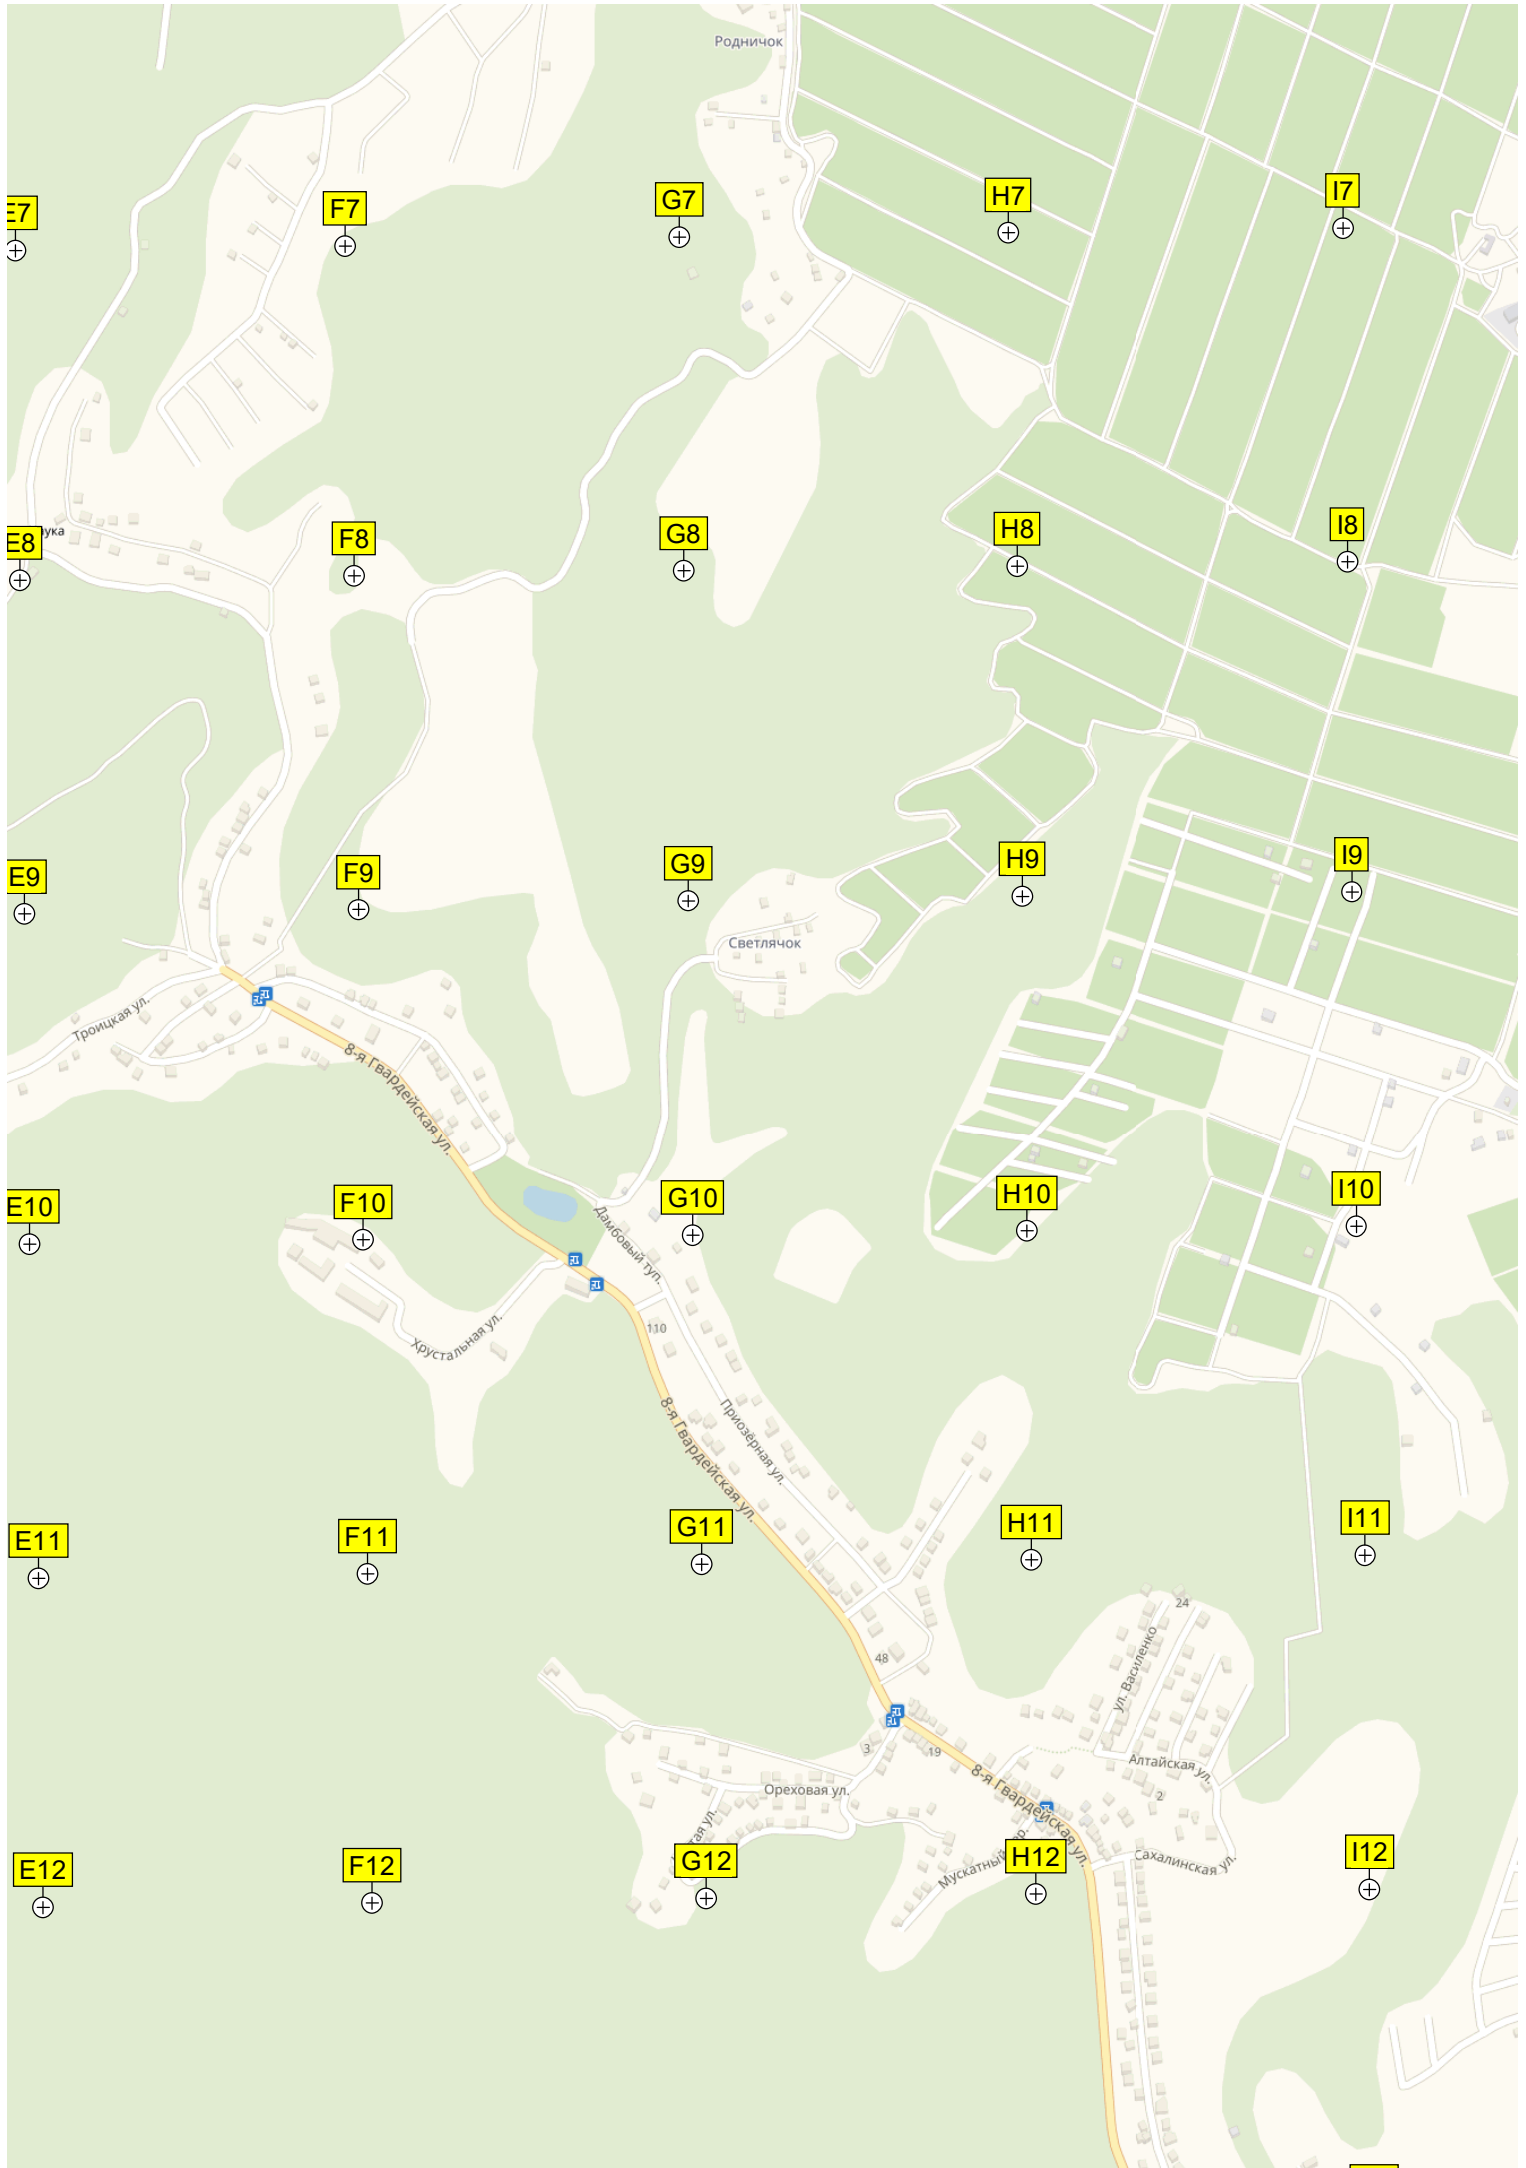 Родничок
E7
F7
G7
H7
I7
E8
F8
G8
H8
I8
E9
F9
G9
H9
I9
Светлячок
Троицкая ул.
8-я Гвардейская ул.
E10
F10
G10
H10
I10
Дамбовый туп.
Хрустальная ул.
110
8-я Гвардейская ул.
Приозёрная ул.
E11
F11
G11
H11
I11
24
ул. Василенко
48
3
19
8-я Гвардейская ул.
Алтайская ул.
Ореховая ул.
2
E12
F12
G12
H12
I12
Мускатный
Сахалинская ул.